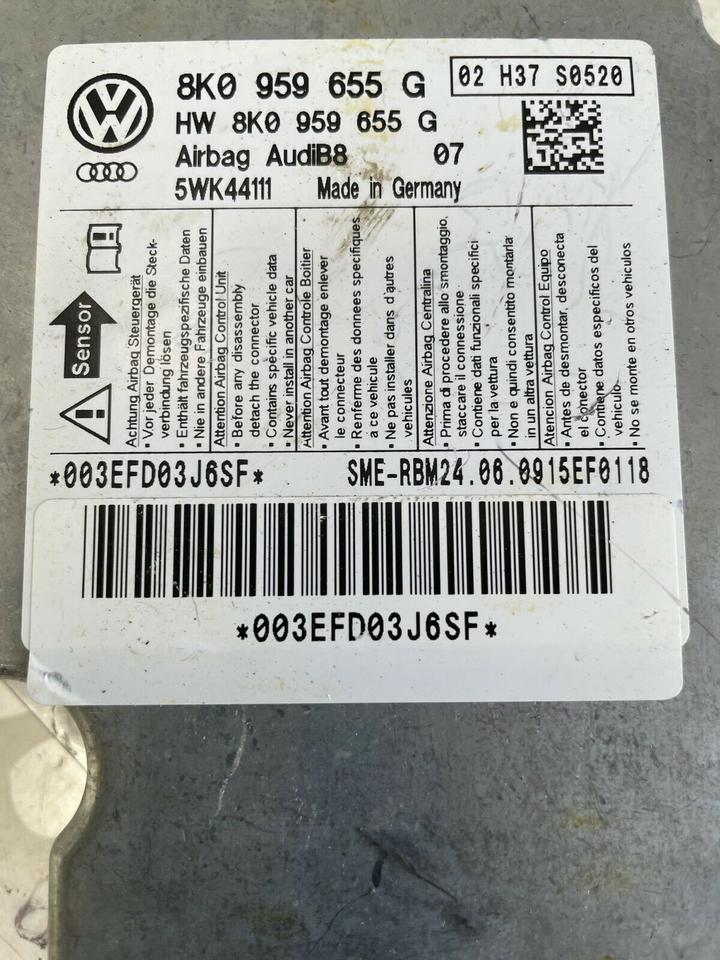 8K0 959 655 G
02 H37 S0520
HW 8K0 959 655 G
Airbag AudiB8 07
5WK44111 Made in Germany
Sensor
Achtung Airbag Steuergerät
• Vor jeder Demontage die Steck-
verbindung lösen
• Enthält fahrzeugspezifische Daten
• Nie in andere Fahrzeuge einbauen
Attention Airbag Control Unit
• Before any disassembly
detach the connector
• Contains specific vehicle data
• Never install in another car
Attention Airbag Controle Boitier
• Avant tout demontage enlever
le connecteur
• Renferme des données spécifiques
à ce véhicule
• Ne pas installer dans d'autres
véhicules
Attenzione Airbag Centralina
• Prima di procedere allo smontaggio,
staccare il connessione
• Contiene dati funzionali specifici
per la vettura
• Non e quindi consentito montarla
in un altra vettura
Atencion Airbag Control Equipo
• Antes de desmontar, desconecta
el conector
• Contiene datos especificos del
vehiculo
• No se monte en otros vehiculos
*003EFD03J6SF* SME-RBM24.06.0915EF0118
*003EFD03J6SF*